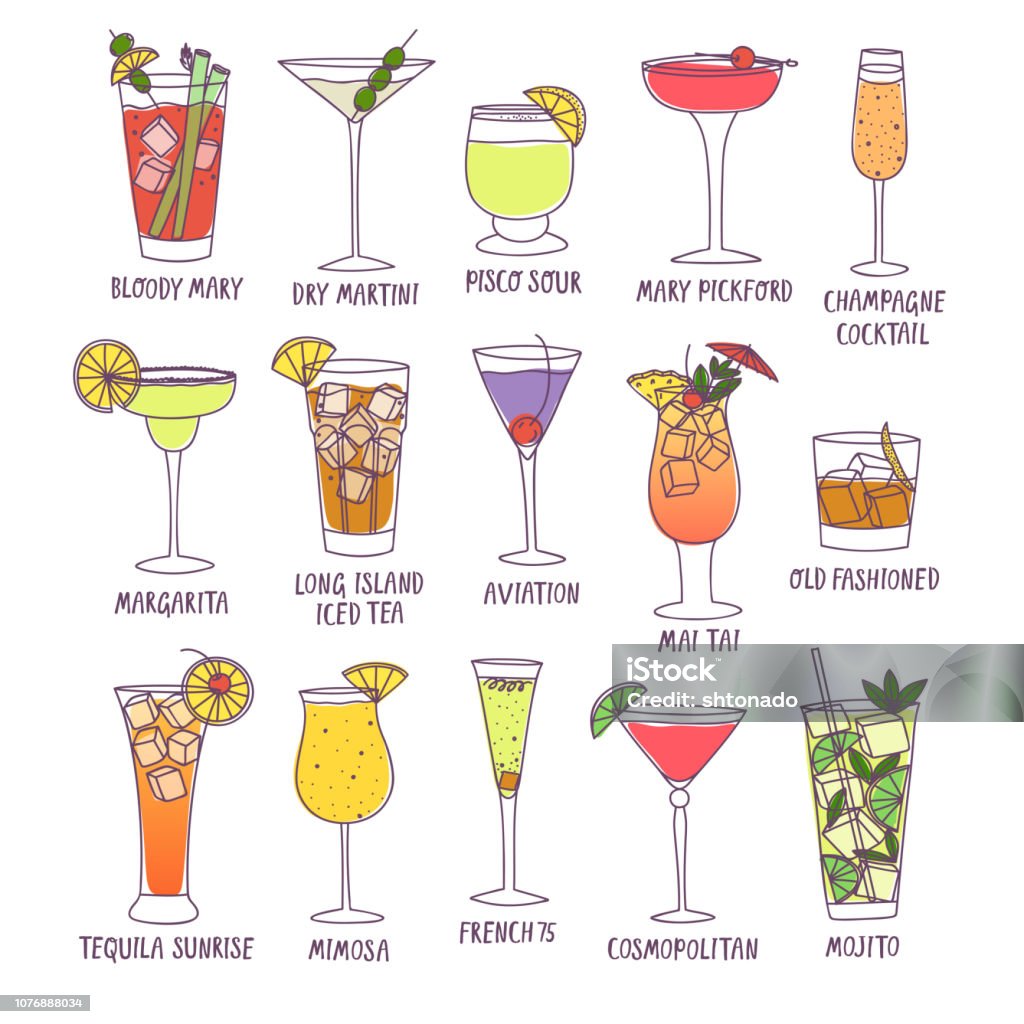 BLOODY MARY
DRY MARTINI
PISCO SOUR
MARY PICKFORD
CHAMPAGNE
COCKTAIL
MARGARITA
LONG ISLAND
ICED TEA
AVIATION
MAI TAI
OLD FASHIONED
iStock
Credit: shtonado
TEQUILA SUNRISE
MIMOSA
FRENCH 75
COSMOPOLITAN
MOJITO
1076888034